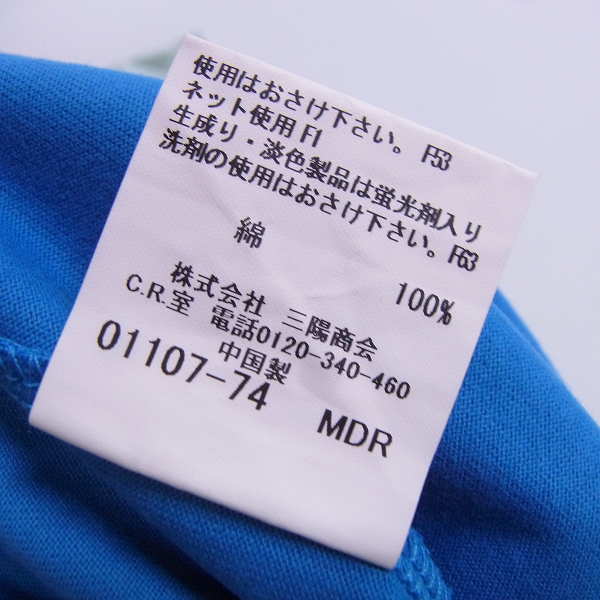 使用はおさけ下さい。 F53
ネット使用 F1
生成り・淡色製品は蛍光剤入り
洗剤の使用はおさけ下さい。F63
綿 100%
株式会社 三陽商会
C.R.室 電話0120-340-460
中国製
01107-74 MDR